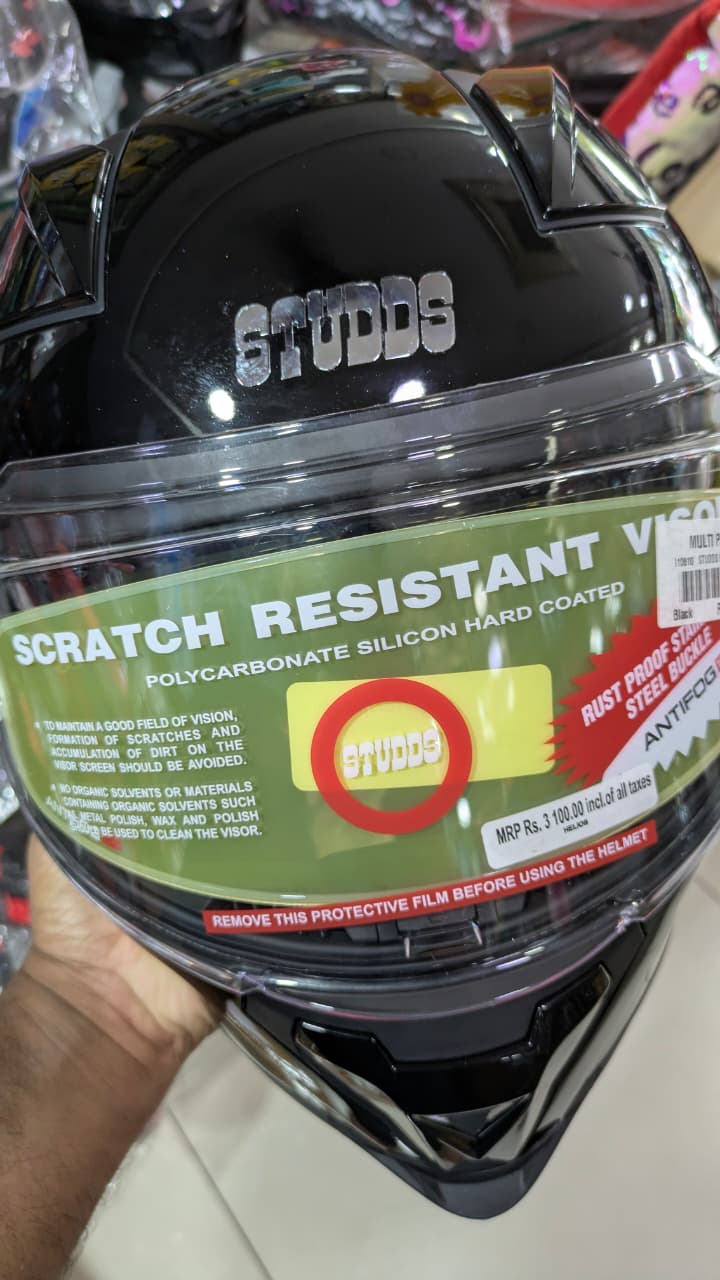 STUDDS
SCRATCH RESISTANT
POLYCARBONATE SILICON HARD COATED
MULTI
Black
RUST PROOF
STEEL BUCKLE
ANTIFOG
TO MAINTAIN A GOOD FIELD OF VISION,
FORMATION OF SCRATCHES AND
ACCUMULATION OF DIRT ON THE
VISOR SCREEN SHOULD BE AVOIDED.
NO ORGANIC SOLVENTS OR MATERIALS
CONTAINING ORGANIC SOLVENTS SUCH
METAL POLISH, WAX AND POLISH
BE USED TO CLEAN THE VISOR.
STUDDS
MRP Rs. 3 100.00 incl.of all taxes
REMOVE THIS PROTECTIVE FILM BEFORE USING THE HELMET